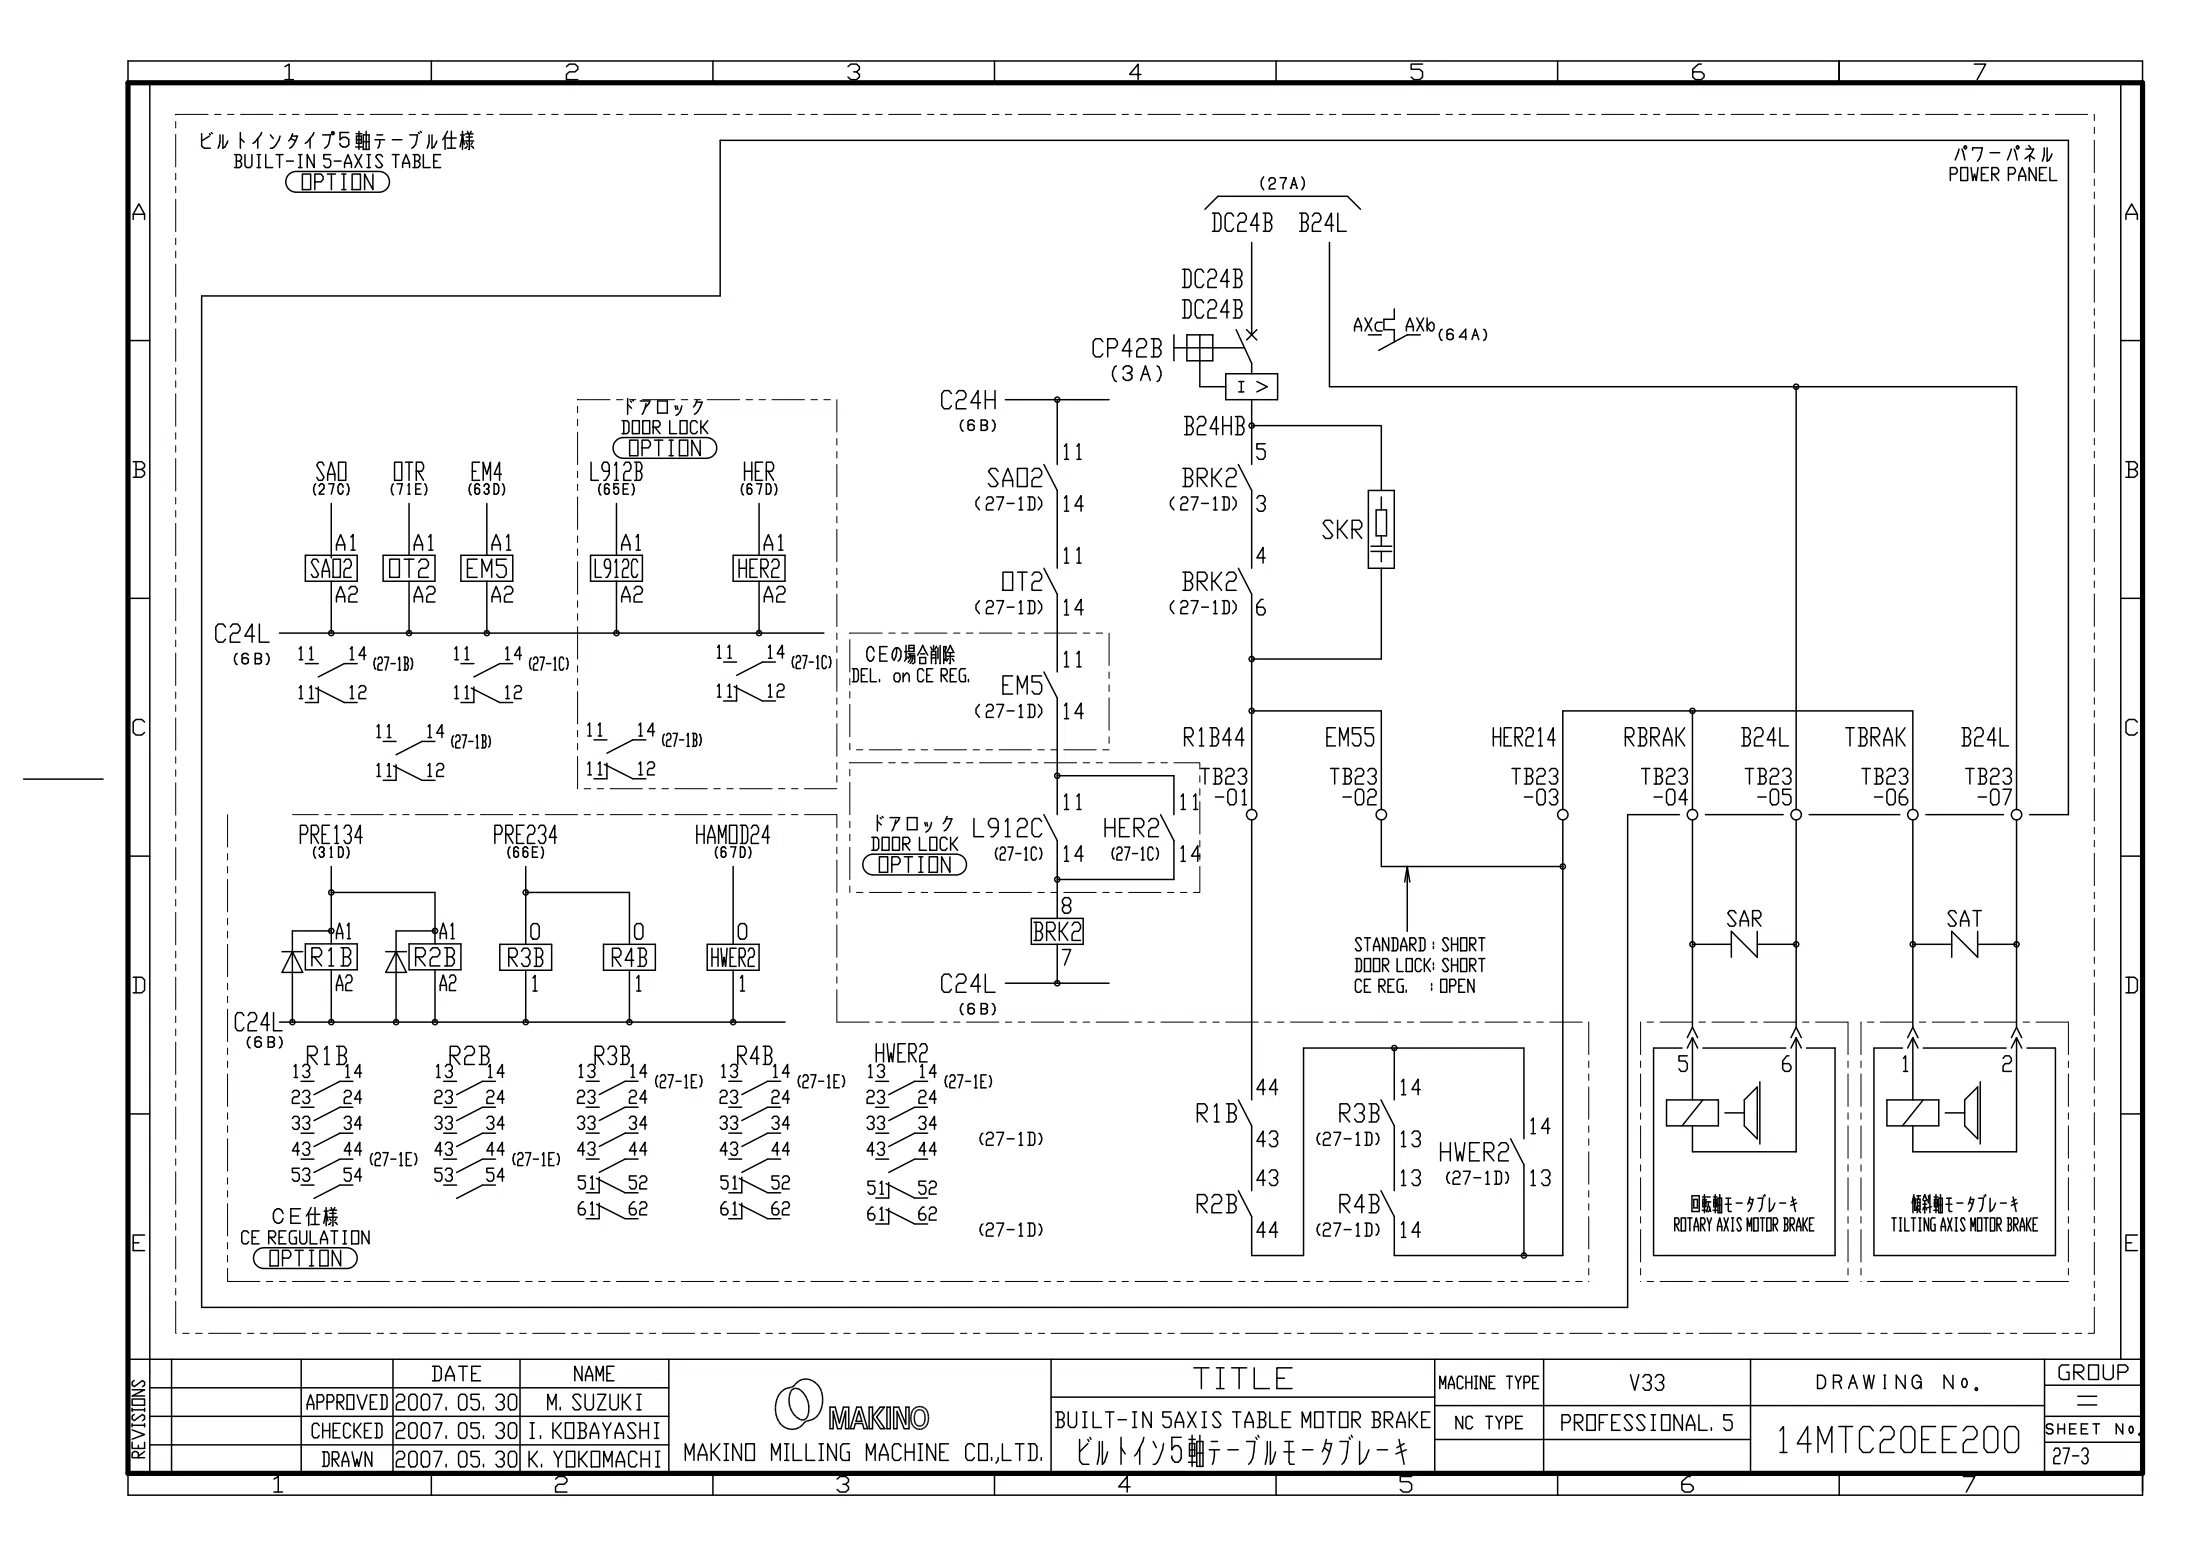 1 2 3 4 5 6 7
ビルトインタイプ5軸テーブル仕様
BUILT-IN 5-AXIS TABLE
OPTION
パワーパネル
POWER PANEL
(27A)
DC24B B24L
DC24B
DC24B
AXc AXb (64A)
CP42B
(3A)
I >
A A
B B
C C
D D
E E
ドアロック
DOOR LOCK
OPTION
SAO OTR EM4 L912B HER
(27C) (71E) (63D) (65E) (67D)
A1 A1 A1 A1 A1
SAO2 OT2 EM5 L912C HER2
A2 A2 A2 A2 A2
C24L
(6B)
11 14 (27-1B) 11 14 (27-1C) 11 14 (27-1C)
11 12 11 12 11 12
11 14 (27-1B) 11 14 (27-1B)
11 12 11 12
C24H
(6B)
11
SAO2
(27-1D) 14
11
OT2
(27-1D) 14
CEの場合削除
DEL. on CE REG.
11
EM5
(27-1D) 14
ドアロック
DOOR LOCK
OPTION
11 11
L912C HER2
(27-1C) 14 (27-1C) 14
8
BRK2
7
C24L
(6B)
B24HB
5
BRK2
(27-1D) 3
4
BRK2
(27-1D) 6
SKR
R1B44 EM55 HER214 RBRAK B24L TBRAK B24L
TB23 TB23 TB23 TB23 TB23 TB23 TB23
-01 -02 -03 -04 -05 -06 -07
STANDARD : SHORT
DOOR LOCK: SHORT
CE REG. : OPEN
SAR SAT
5 6 1 2
回転軸モータブレーキ
ROTARY AXIS MOTOR BRAKE
傾斜軸モータブレーキ
TILTING AXIS MOTOR BRAKE
PRE134 PRE234 HAMOD24
(31D) (66E) (67D)
A1 A1 0 0 0
R1B R2B R3B R4B HWER2
A2 A2 1 1 1
C24L
(6B)
R1B R2B R3B R4B HWER2
13 14 13 14 13 14 (27-1E) 13 14 (27-1E) 13 14 (27-1E)
23 24 23 24 23 24 23 24 23 24
33 34 33 34 33 34 33 34 33 34
43 44 (27-1E) 43 44 (27-1E) 43 44 43 44 43 44
53 54 53 54 51 52 51 52 51 52
61 62 61 62 61 62
CE仕様
CE REGULATION
OPTION
44
(27-1D) R1B
43
43
R2B
(27-1D) 44
14
R3B
(27-1D) 13
13
R4B
(27-1D) 14
14
HWER2
(27-1D) 13
REVISIONS
DATE NAME
APPROVED 2007. 05. 30 M. SUZUKI
CHECKED 2007. 05. 30 I. KOBAYASHI
DRAWN 2007. 05. 30 K. YOKOMACHI
MAKINO
MAKINO MILLING MACHINE CO.,LTD.
TITLE
BUILT-IN 5AXIS TABLE MOTOR BRAKE
ビルトイン5軸テーブルモータブレーキ
MACHINE TYPE V33
NC TYPE PROFESSIONAL. 5
DRAWING No.
14MTC20EE200
GROUP
=
SHEET No.
27-3
1 2 3 4 5 6 7